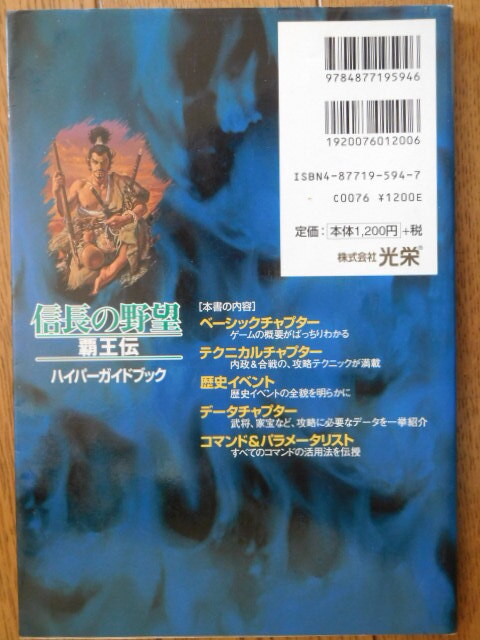 9784877195946
1920076012006
ISBN4-87719-594-7
C0076 ¥1200E
定価：本体1,200円+税
株式会社 光栄®
信長の野望
覇王伝
ハイパーガイドブック
[本書の内容]
ベーシックチャプター
ゲームの概要がばっちりわかる
テクニカルチャプター
内政&合戦の、攻略テクニックが満載
歴史イベント
歴史イベントの全貌を明らかに
データチャプター
武将、家宝など、攻略に必要なデータを一挙紹介
コマンド&パラメータリスト
すべてのコマンドの活用法を伝授